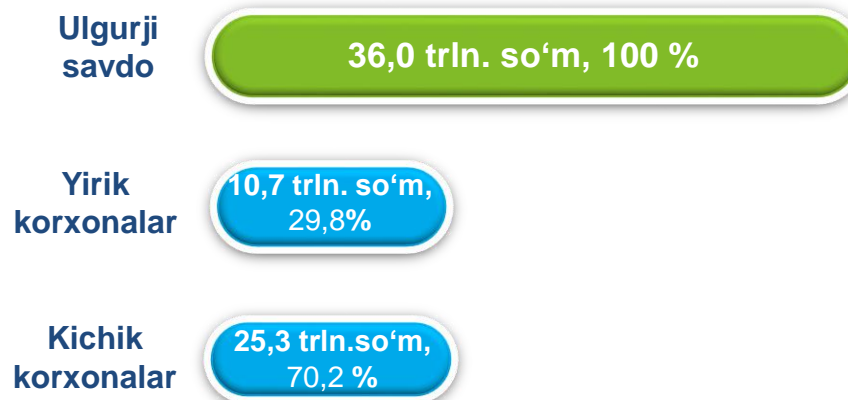 Ulgurji
savdo
36,0 trln. so‘m, 100 %
Yirik
korxonalar
10,7 trln. so‘m,
29,8%
Kichik
korxonalar
25,3 trln.so‘m,
70,2 %